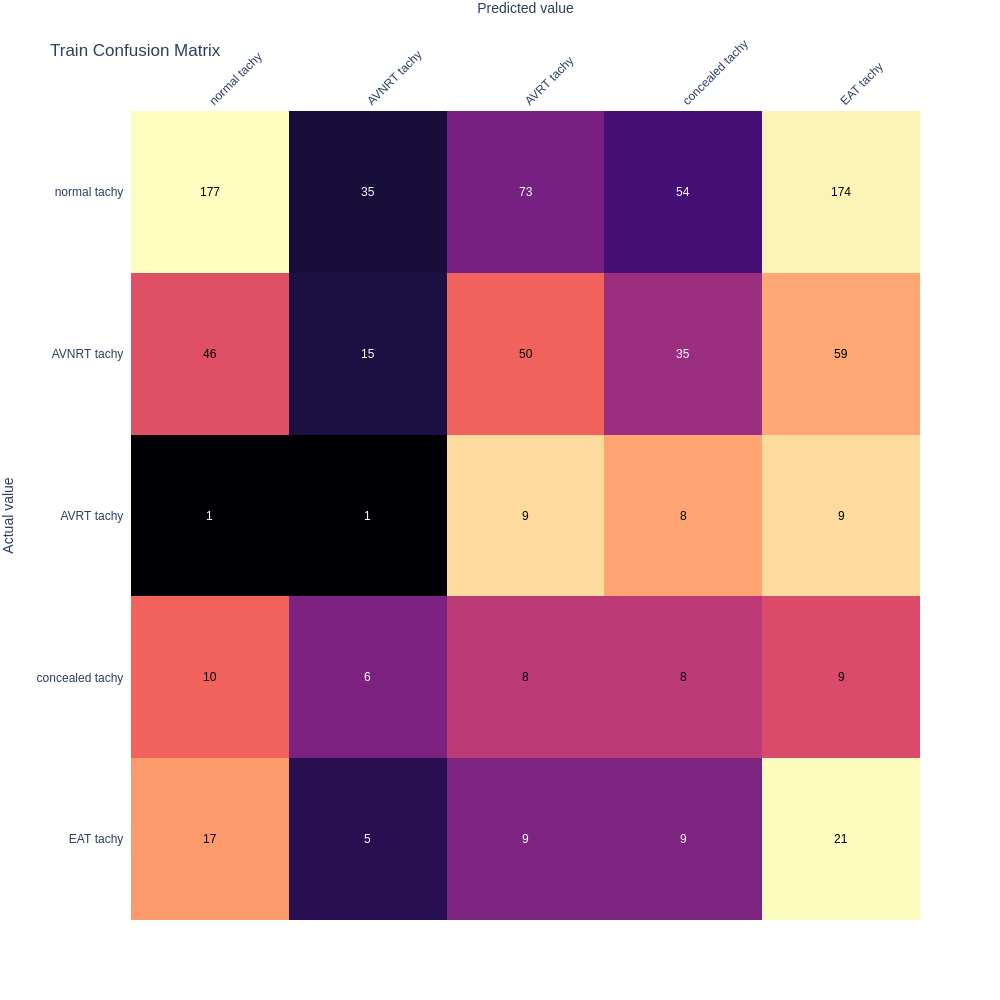 Predicted value
Train Confusion Matrix
normal tachy AVNRT tachy AVRT tachy concealed tachy EAT tachy
normal tachy 177 35 73 54 174
AVNRT tachy 46 15 50 35 59
AVRT tachy 1 1 9 8 9
Actual value
concealed tachy 10 6 8 8 9
EAT tachy 17 5 9 9 21